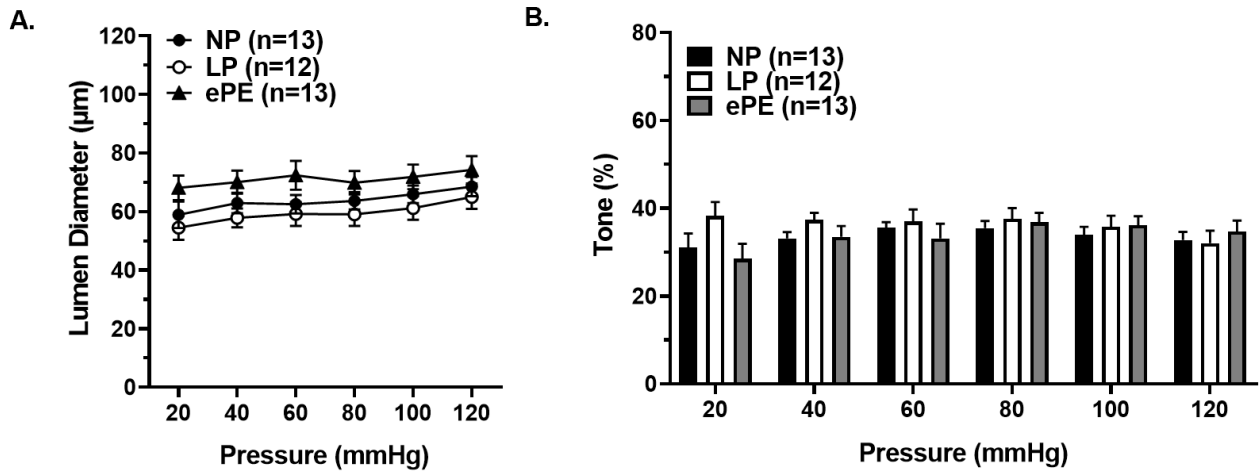 A.
NP (n=13)
LP (n=12)
ePE (n=13)
Lumen Diameter (µm)
120
100
80
60
40
20
0
20 40 60 80 100 120
Pressure (mmHg)
B.
NP (n=13)
LP (n=12)
ePE (n=13)
Tone (%)
80
60
40
20
0
20 40 60 80 100 120
Pressure (mmHg)